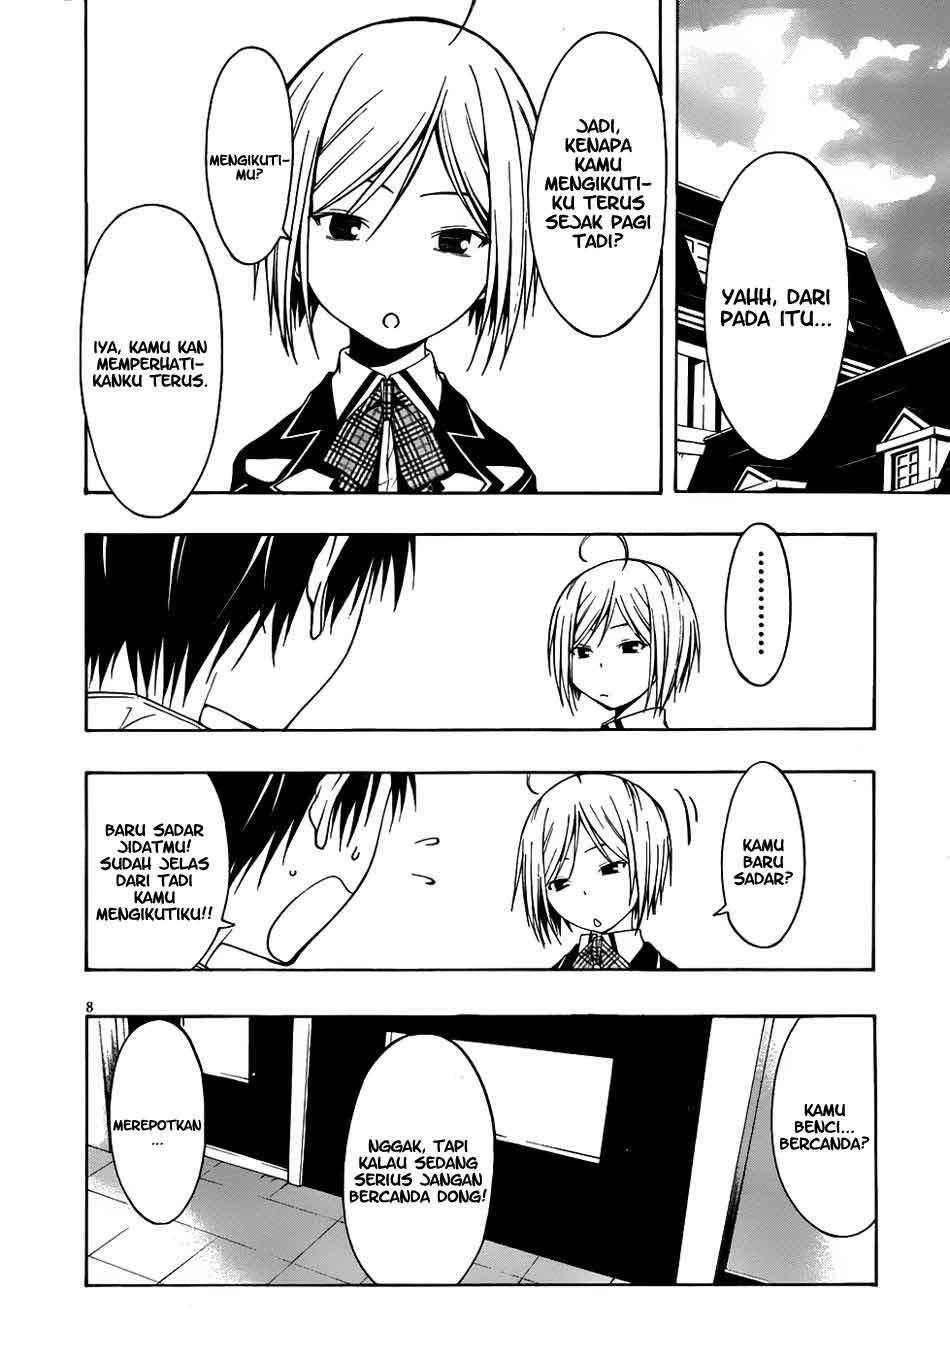 YAHH, DARI
PADA ITU...
JADI,
KENAPA
KAMU
MENGIKUTI-
KU TERUS
SEJAK PAGI
TADI?
MENGIKUTI-
MU?
IYA, KAMU KAN
MEMPERHATI-
KANKU TERUS.
..........
KAMU
BARU
SADAR?
BARU SADAR
JIDATMU!
SUDAH JELAS
DARI TADI
KAMU
MENGIKUTIKU!!
8
KAMU
BENCI...
BERCANDA?
NGGAK, TAPI
KALAU SEDANG
SERIUS JANGAN
BERCANDA DONG!
MEREPOTKAN
...